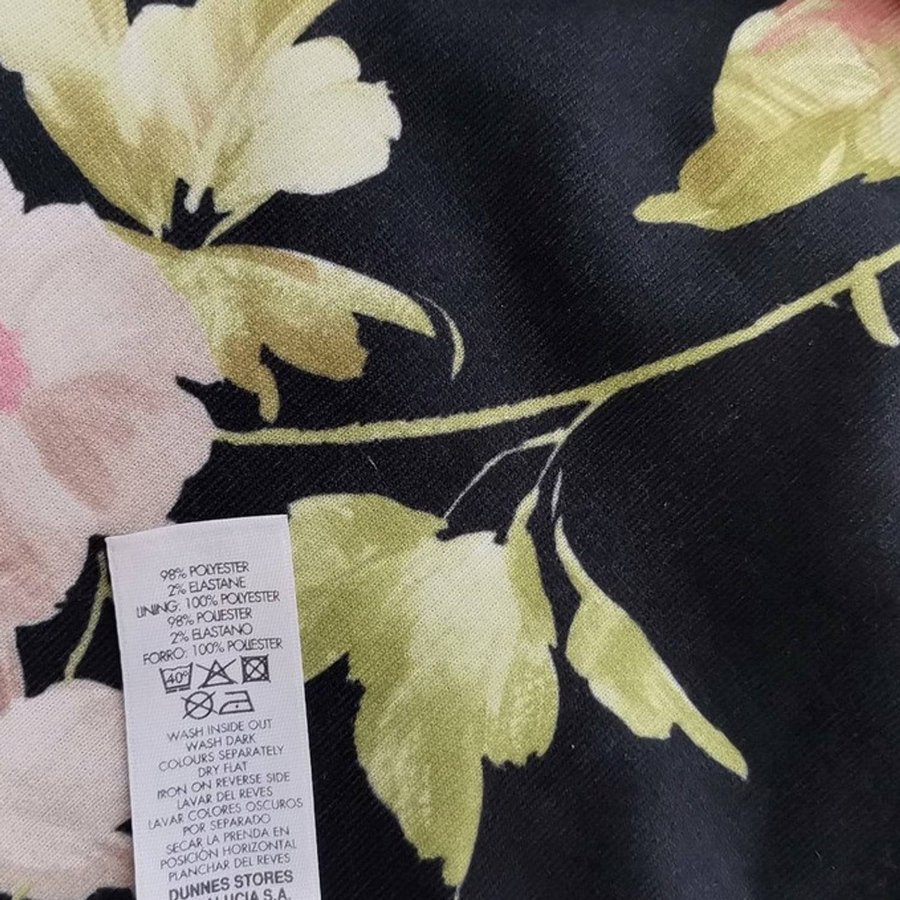 98% POLYESTER
2% ELASTANE
LINING: 100% POLYESTER
98% POLIESTER
2% ELASTANO
FORRO: 100% POLIESTER
40°
WASH INSIDE OUT
WASH DARK
COLOURS SEPARATELY
DRY FLAT
IRON ON REVERSE SIDE
LAVAR DEL REVES
LAVAR COLORES OSCUROS
POR SEPARADO
SECAR LA PRENDA EN
POSICIÓN HORIZONTAL
PLANCHAR DEL REVES
DUNNES STORES
S.A.